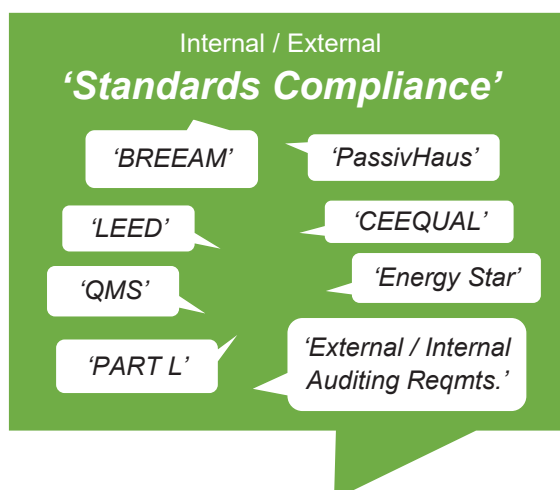 Internal / External
‘Standards Compliance’
‘BREEAM’
‘PassivHaus’
‘LEED’
‘CEEQUAL’
‘QMS’
‘Energy Star’
‘PART L’
‘External / Internal
Auditing Reqmts.’